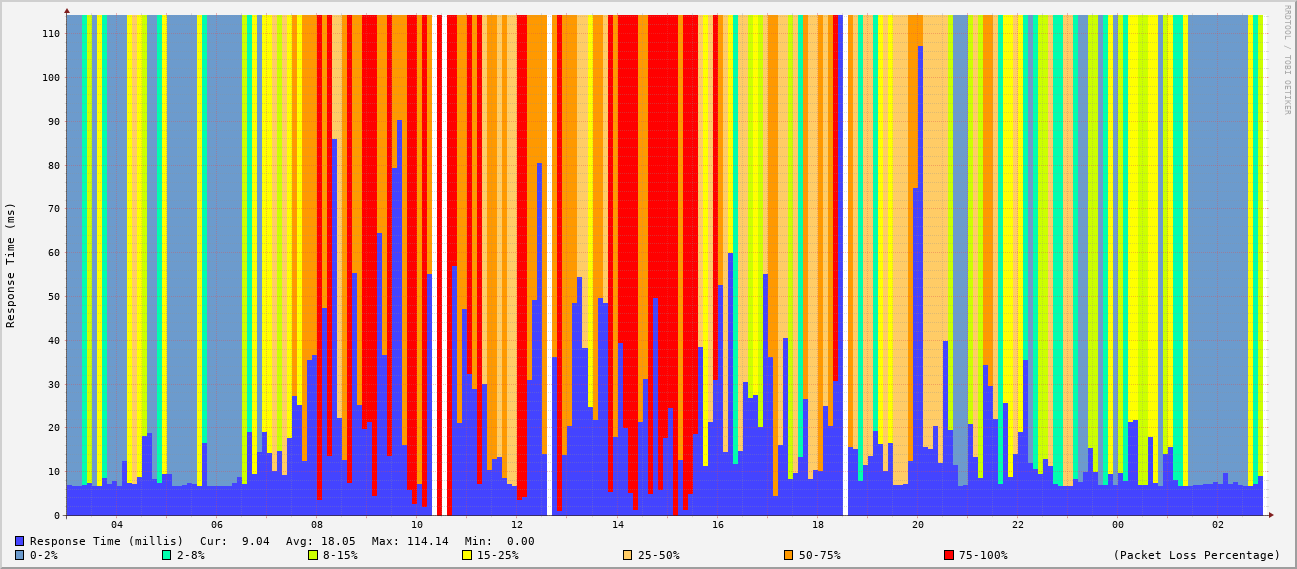 RRDTOOL / TOBI OETIKER
Response Time (ms)
110
100
90
80
70
60
50
40
30
20
10
0
04 06 08 10 12 14 16 18 20 22 00 02
Response Time (millis) Cur: 9.04 Avg: 18.05 Max: 114.14 Min: 0.00
0-2% 2-8% 8-15% 15-25% 25-50% 50-75% 75-100% (Packet Loss Percentage)